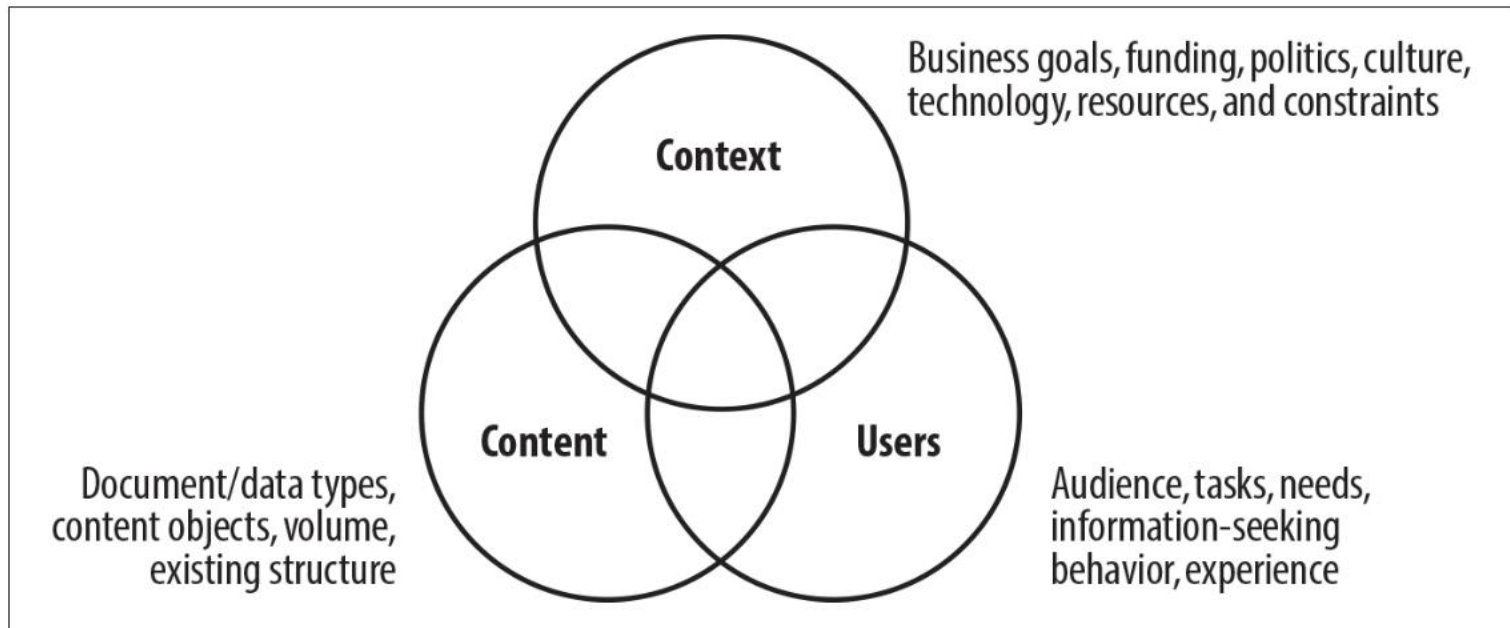 Business goals, funding, politics, culture,
technology, resources, and constraints
Context
Content
Users
Document/data types,
content objects, volume,
existing structure
Audience, tasks, needs,
information-seeking
behavior, experience